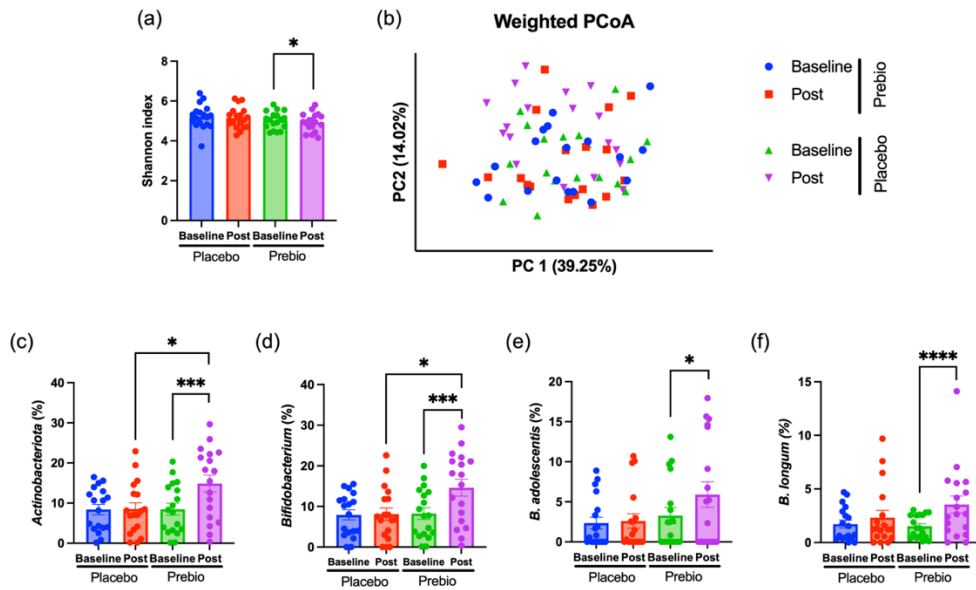 (a)
*
Shannon index
8
6
4
2
0
Baseline Post Baseline Post
Placebo Prebio
(b)
Weighted PCoA
PC2 (14.02%)
PC 1 (39.25%)
Baseline
Post
Prebio
Baseline
Post
Placebo
(c)
*
***
Actinobacteriota (%)
40
30
20
10
0
Baseline Post Baseline Post
Placebo Prebio
(d)
*
***
Bifidobacterium (%)
40
30
20
10
0
Baseline Post Baseline Post
Placebo Prebio
(e)
*
B. adolescentis (%)
20
15
10
5
0
Baseline Post Baseline Post
Placebo Prebio
(f)
****
B. longum (%)
15
10
5
0
Baseline Post Baseline Post
Placebo Prebio